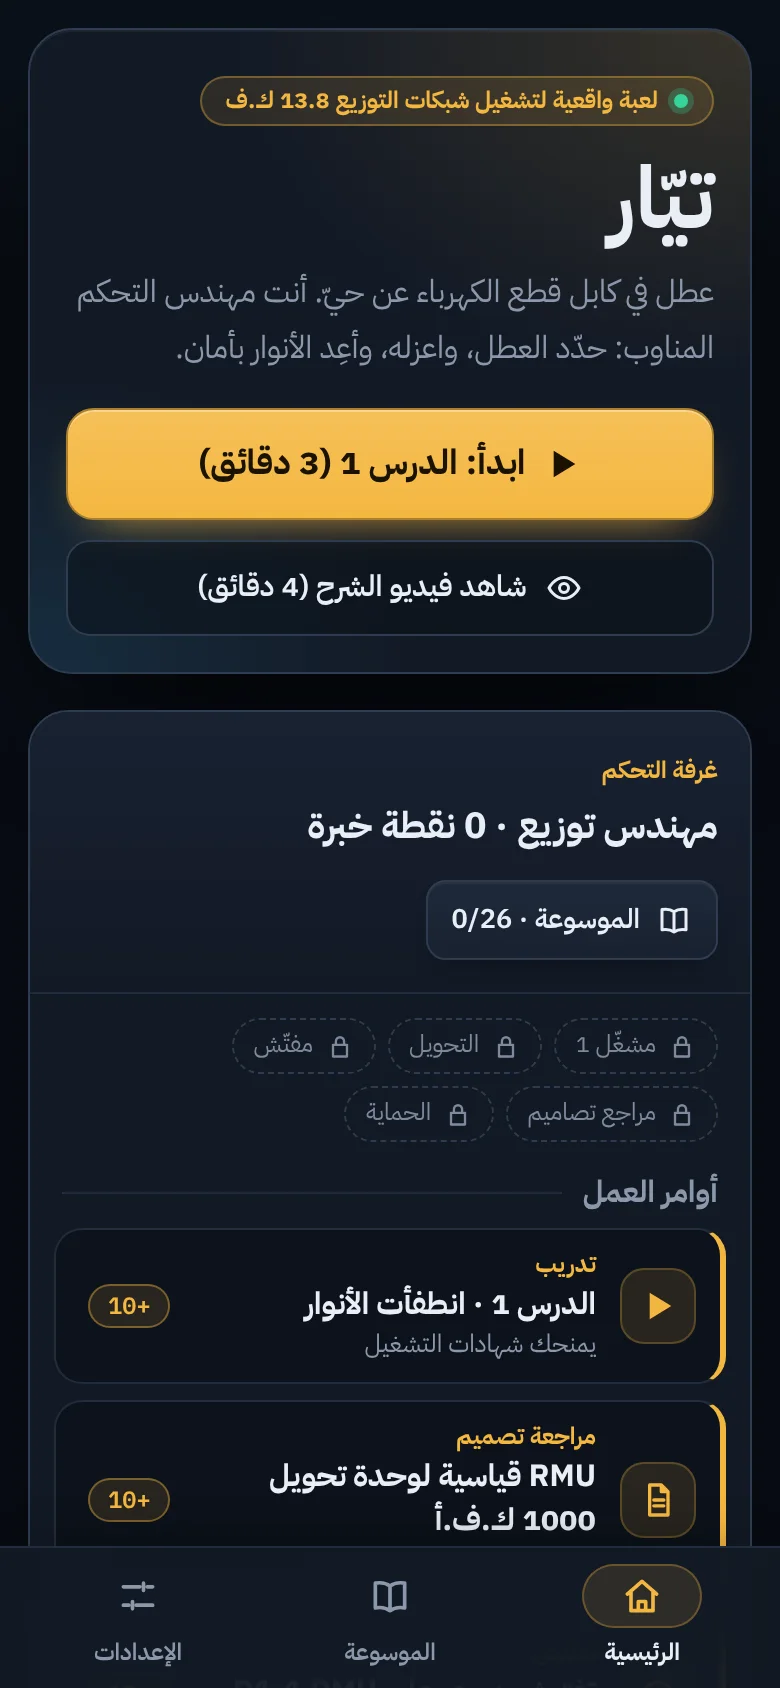 لعبة واقعية لتشغيل شبكات التوزيع 13.8 ك.ف
تيّار
عطل في كابل قطع الكهرباء عن حيّ. أنت مهندس التحكم
المناوب: حدّد العطل، واعزله، وأعِد الأنوار بأمان.
ابدأ: الدرس 1 (3 دقائق)
شاهد فيديو الشرح (4 دقائق)
غرفة التحكم
مهندس توزيع · 0 نقطة خبرة
الموسوعة · 0/26
مشغّل 1
التحويل
مفتّش
مراجع تصاميم
الحماية
أوامر العمل
تدريب
الدرس 1 · انطفأت الأنوار
يمنحك شهادات التشغيل
+10
مراجعة تصميم
RMU قياسية لوحدة تحويل
1000 ك.ف.أ
+10
الرئيسية
الموسوعة
الإعدادات